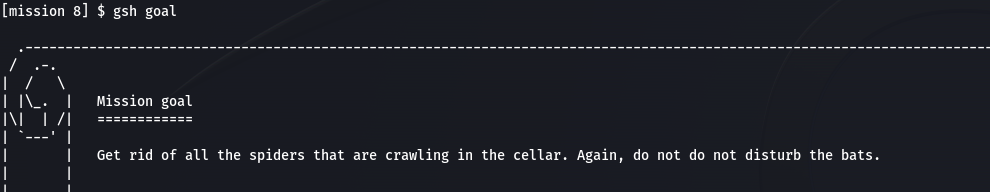 [mission 8] $ gsh goal
Mission goal
============
Get rid of all the spiders that are crawling in the cellar. Again, do not do not disturb the bats.